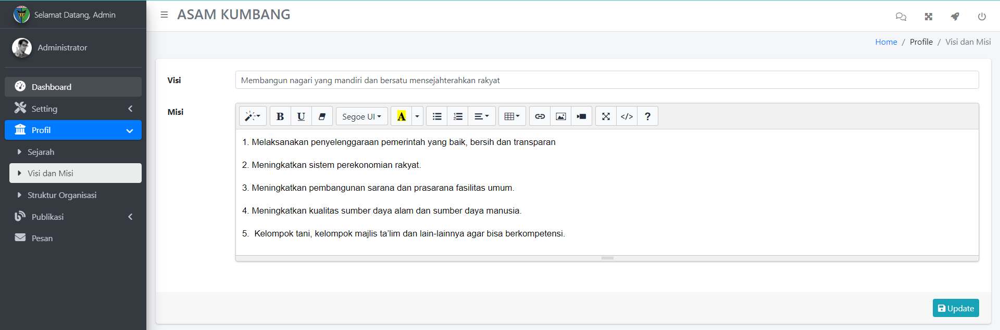 Selamat Datang, Admin
ASAM KUMBANG
Administrator
Home / Profile / Visi dan Misi
Dashboard
Setting
Profil
Sejarah
Visi dan Misi
Struktur Organisasi
Publikasi
Pesan
Visi
Membangun nagari yang mandiri dan bersatu mensejahterahkan rakyat
Misi
B U Segoe UI A </> ?
1. Melaksanakan penyelenggaraan pemerintah yang baik, bersih dan transparan
2. Meningkatkan sistem perekonomian rakyat.
3. Meningkatkan pembangunan sarana dan prasarana fasilitas umum.
4. Meningkatkan kualitas sumber daya alam dan sumber daya manusia.
5. Kelompok tani, kelompok majlis ta’lim dan lain-lainnya agar bisa berkompetensi.
Update